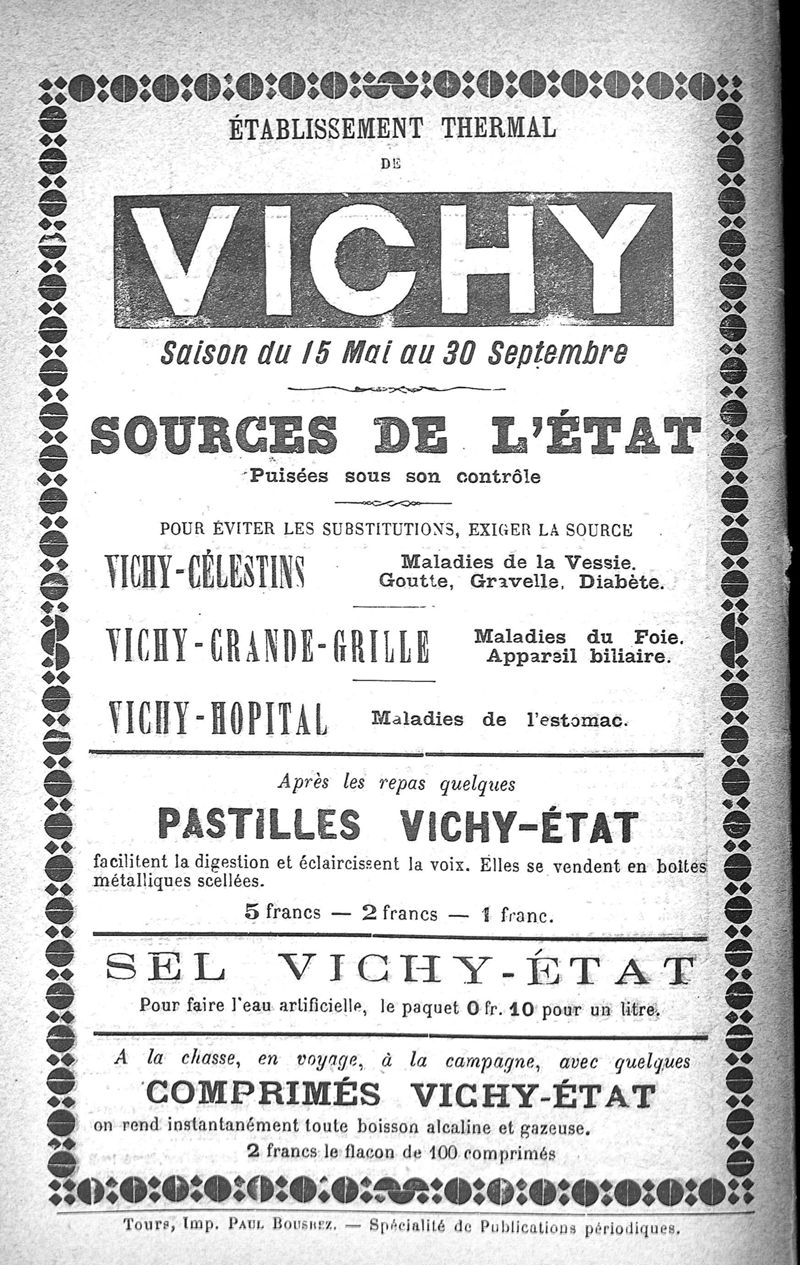 ÉTABLISSEMENT THERMAL
DE
VICHY
Saison du 15 Mai au 30 Septembre
SOURCES DE L'ÉTAT
Puisées sous son contrôle
POUR ÉVITER LES SUBSTITUTIONS, EXIGER LA SOURCE
VICHY-CÉLESTINS Maladies de la Vessie.
Goutte, Gravelle, Diabète.
VICHY-GRANDE-GRILLE Maladies du Foie.
Appareil biliaire.
VICHY-HOPITAL Maladies de l'estomac.
Après les repas quelques
PASTILLES VICHY-ÉTAT
facilitent la digestion et éclaircissent la voix. Elles se vendent en boîtes
métalliques scellées.
5 francs — 2 francs — 1 franc.
SEL VICHY-ÉTAT
Pour faire l'eau artificielle, le paquet 0 fr. 10 pour un litre.
A la chasse, en voyage, à la campagne, avec quelques
COMPRIMÉS VICHY-ÉTAT
on rend instantanément toute boisson alcaline et gazeuse.
2 francs le flacon de 100 comprimés
Tours, Imp. PAUL BOUSREZ. — Spécialité de Publications périodiques.